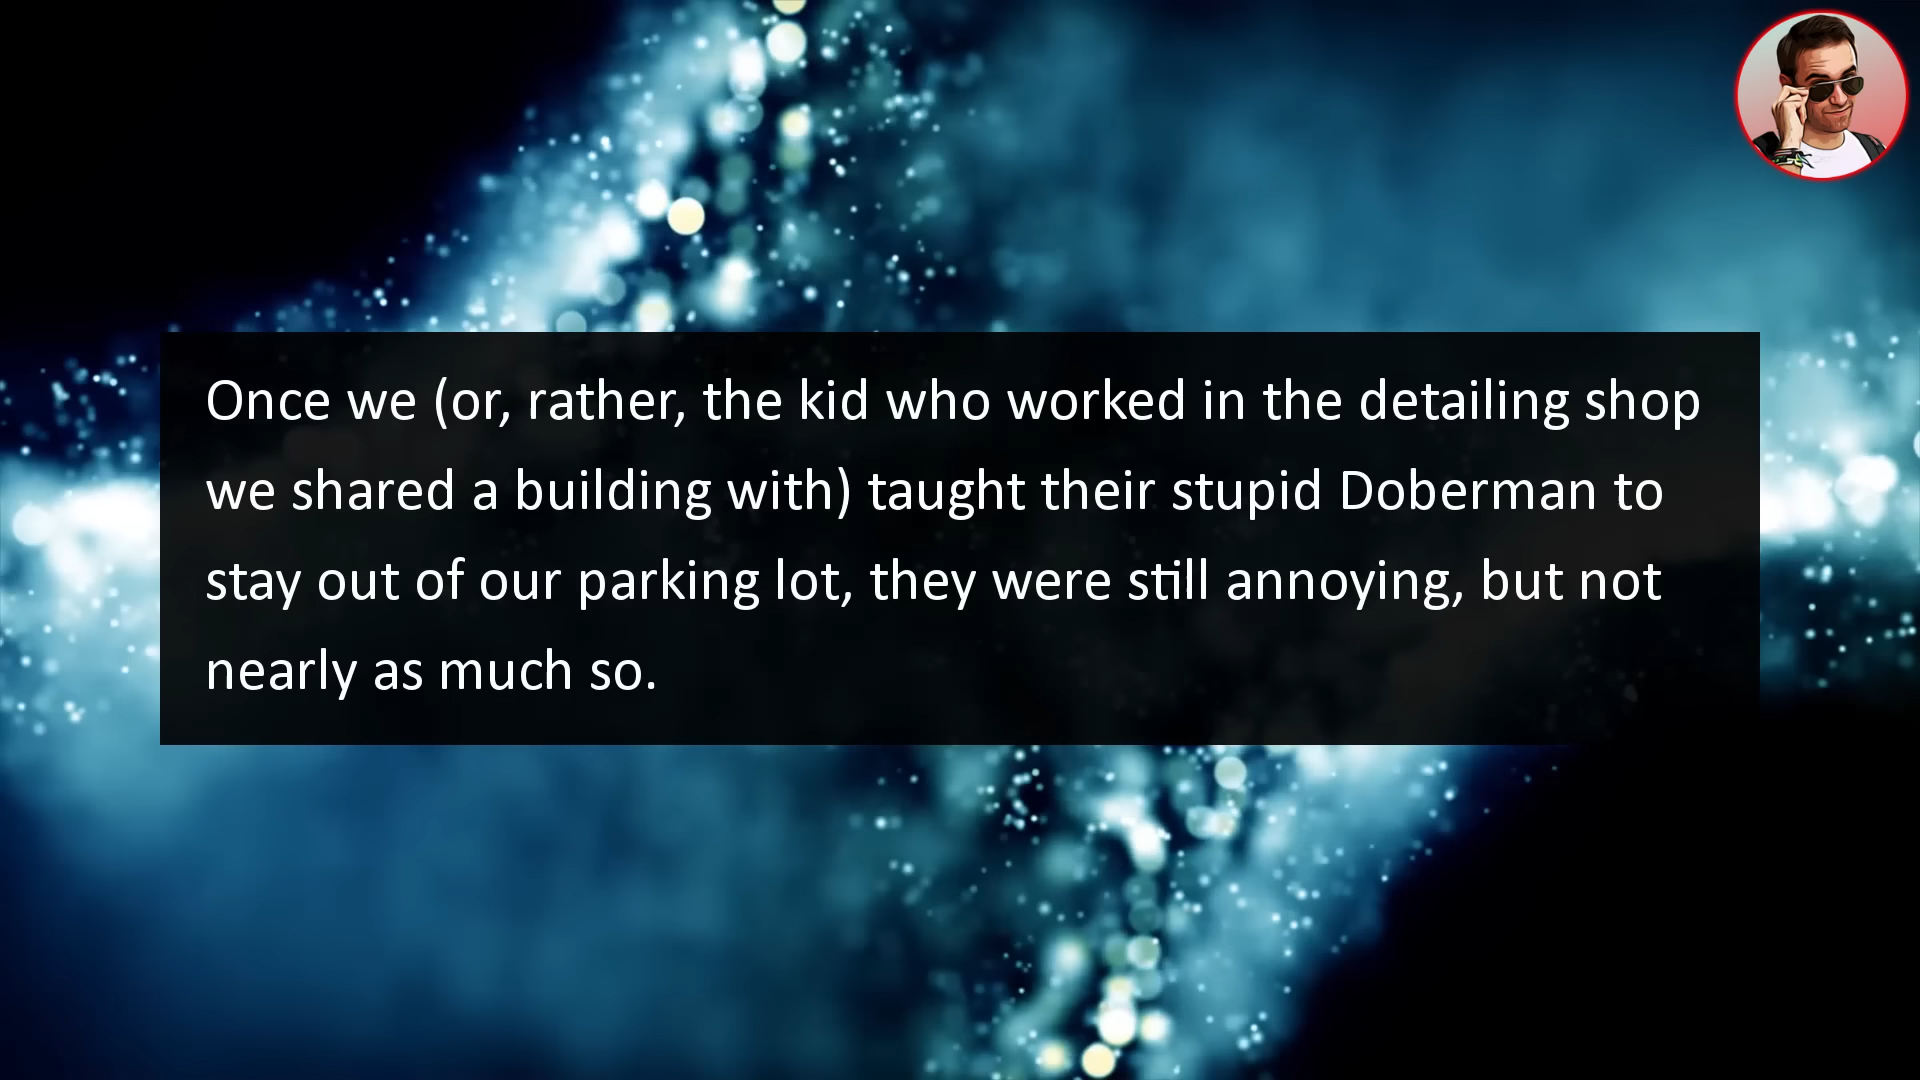 Once we (or, rather, the kid who worked in the detailing shop
we shared a building with) taught their stupid Doberman to
stay out of our parking lot, they were still annoying, but not
nearly as much so.